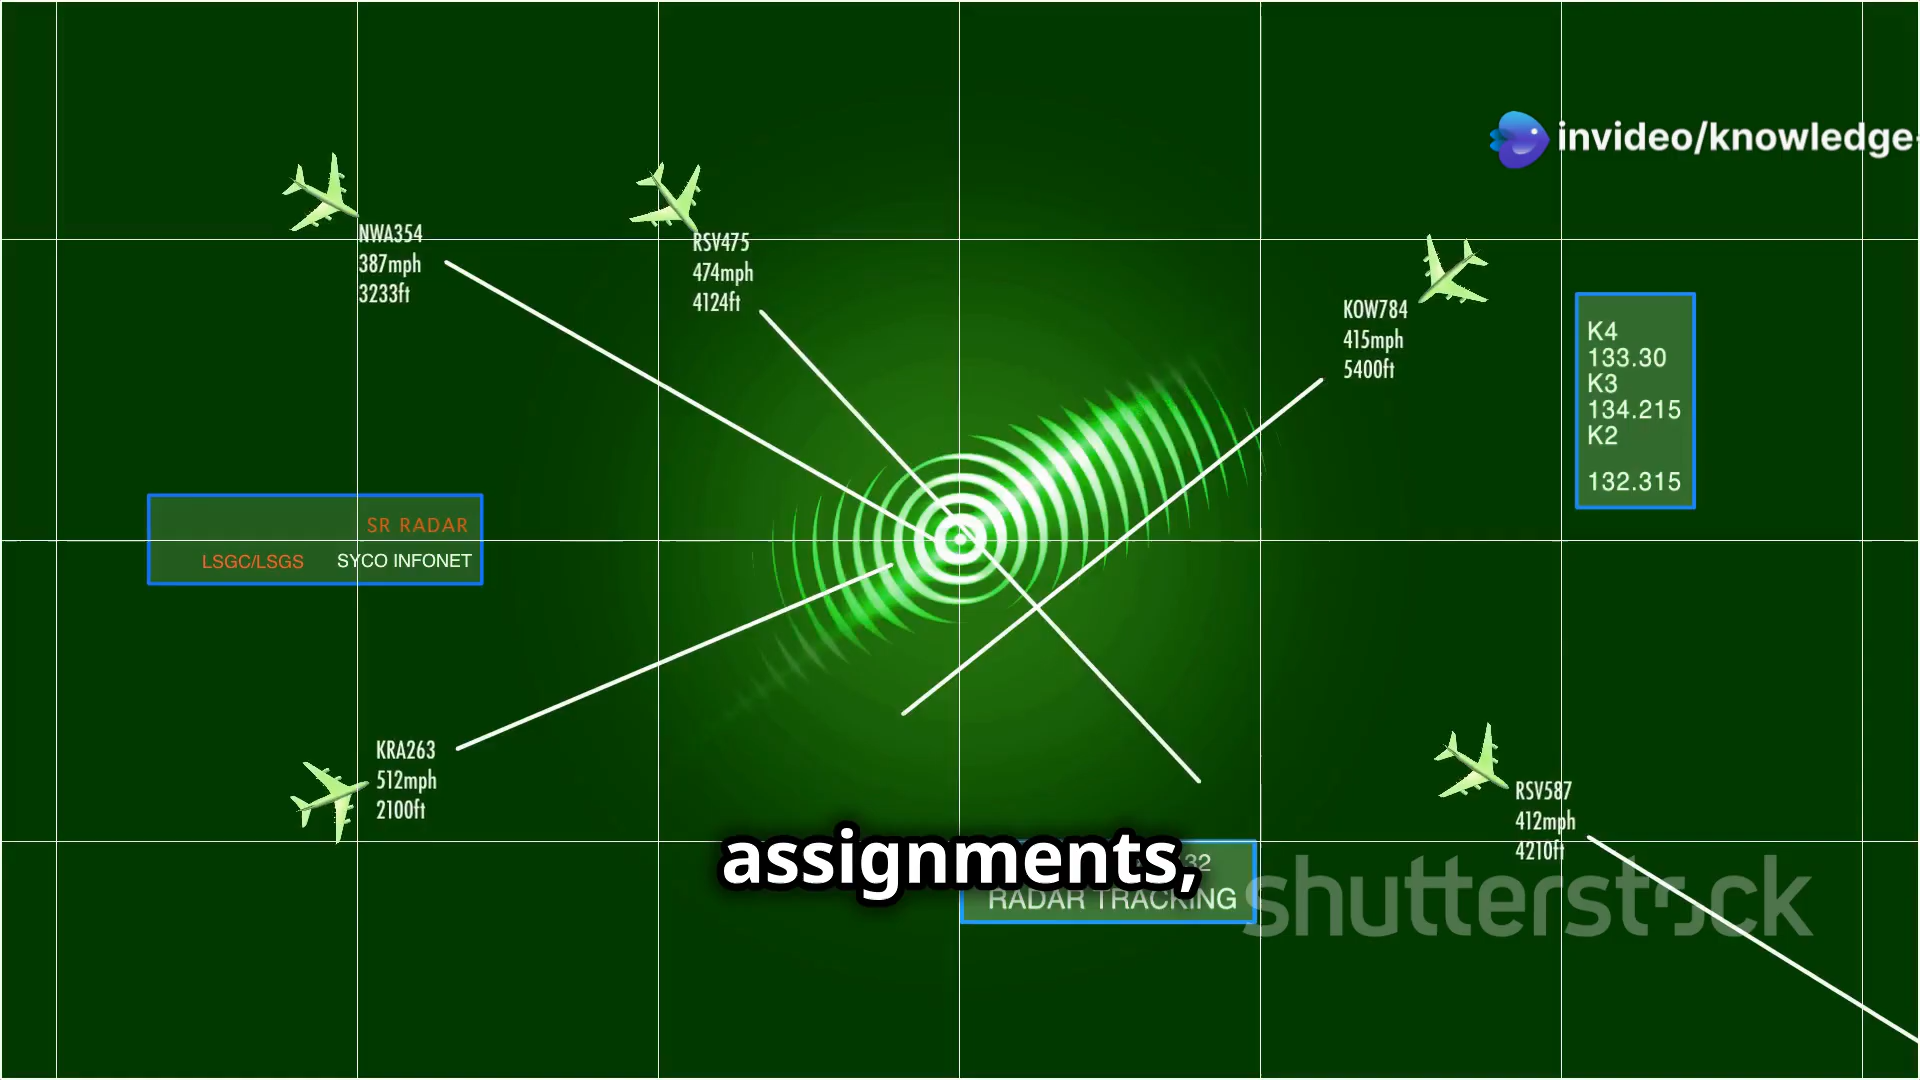 invideo/knowledge-
NWA354
387mph
3233ft
RSV475
474mph
4124ft
KOW784
415mph
5400ft
K4
133.30
K3
134.215
K2
132.315
SR RADAR
LSGC/LSGS SYCO INFONET
KRA263
512mph
2100ft
RSV587
412mph
4210ft
assignments,
RADAR TRACKING
shutterstock